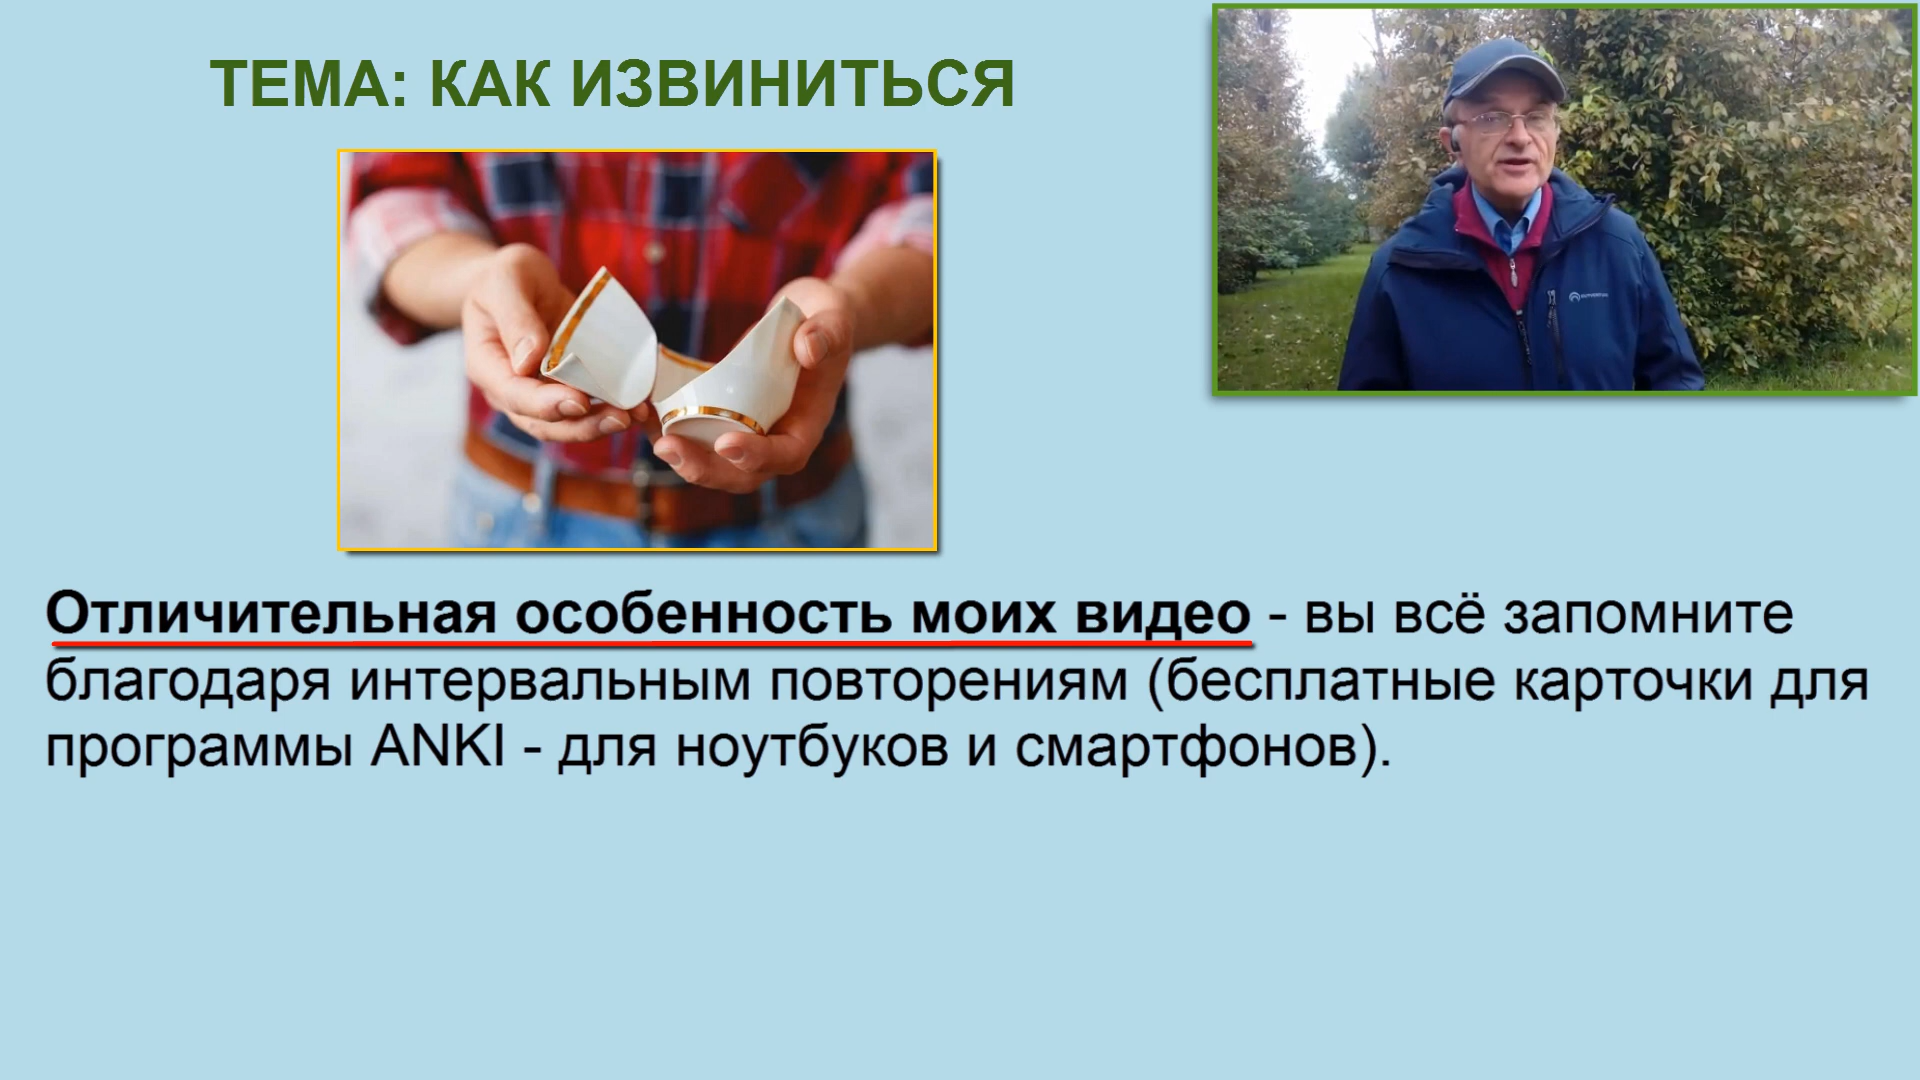 ТЕМА: КАК ИЗВИНИТЬСЯ
Отличительная особенность моих видео - вы всё запомните
благодаря интервальным повторениям (бесплатные карточки для
программы ANKI - для ноутбуков и смартфонов).